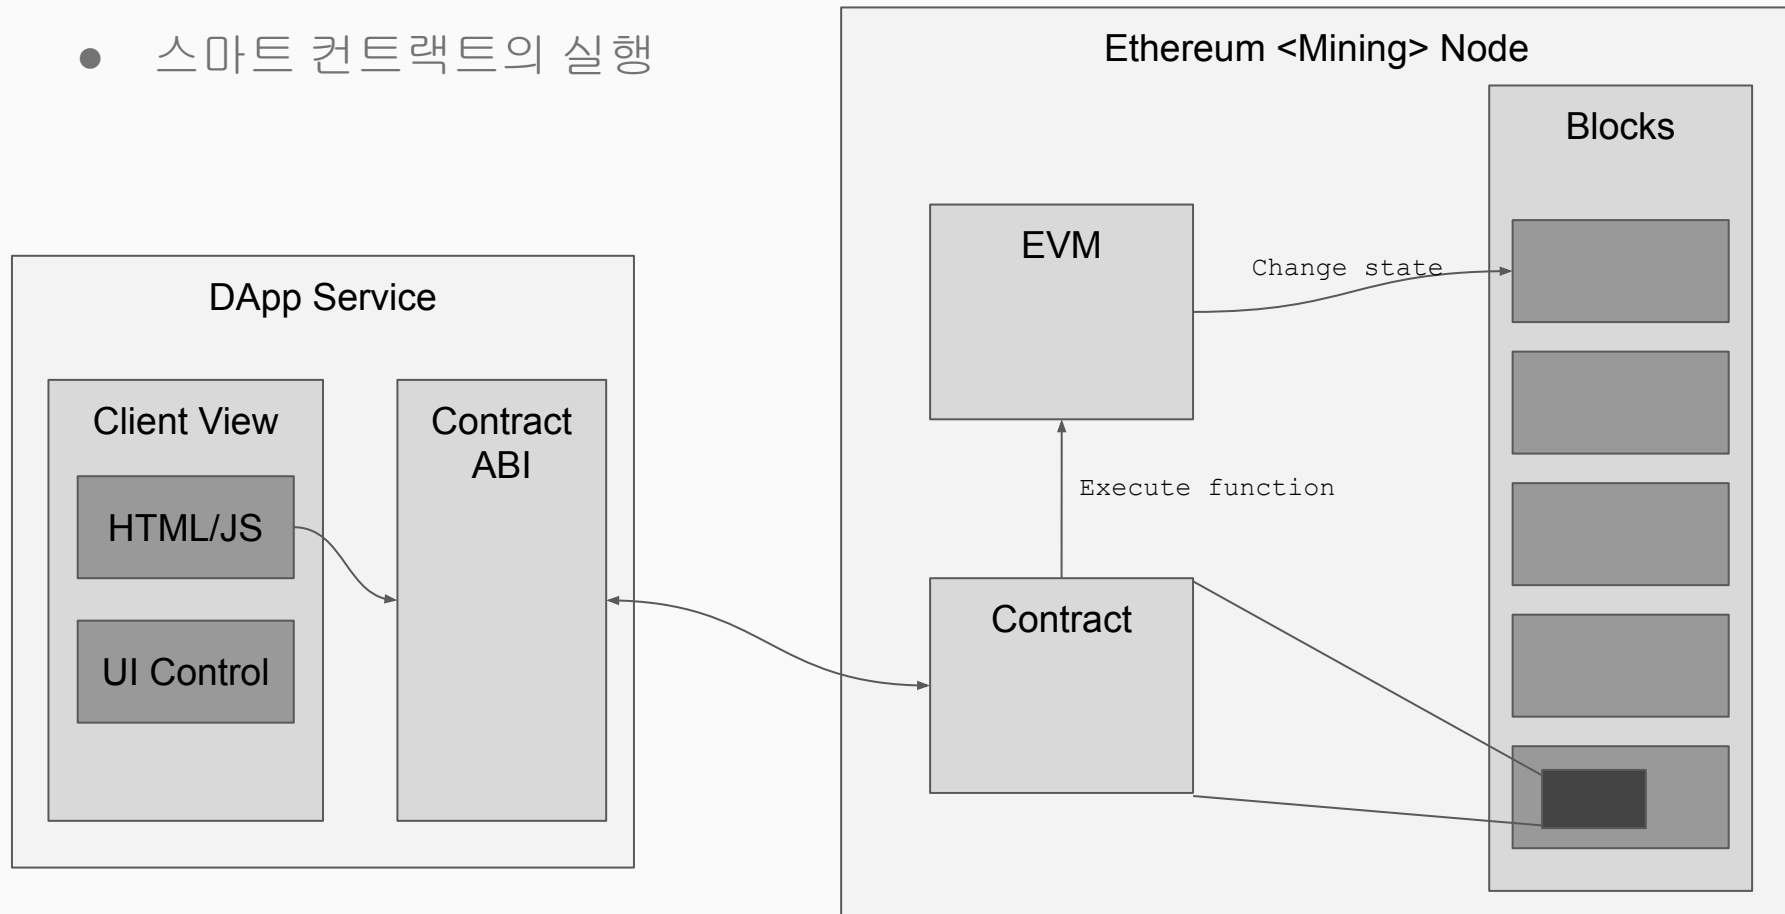 ● 스마트 컨트랙트의 실행
Ethereum <Mining> Node
Blocks
EVM
Change state
DApp Service
Client View
Contract
ABI
Execute function
HTML/JS
Contract
UI Control